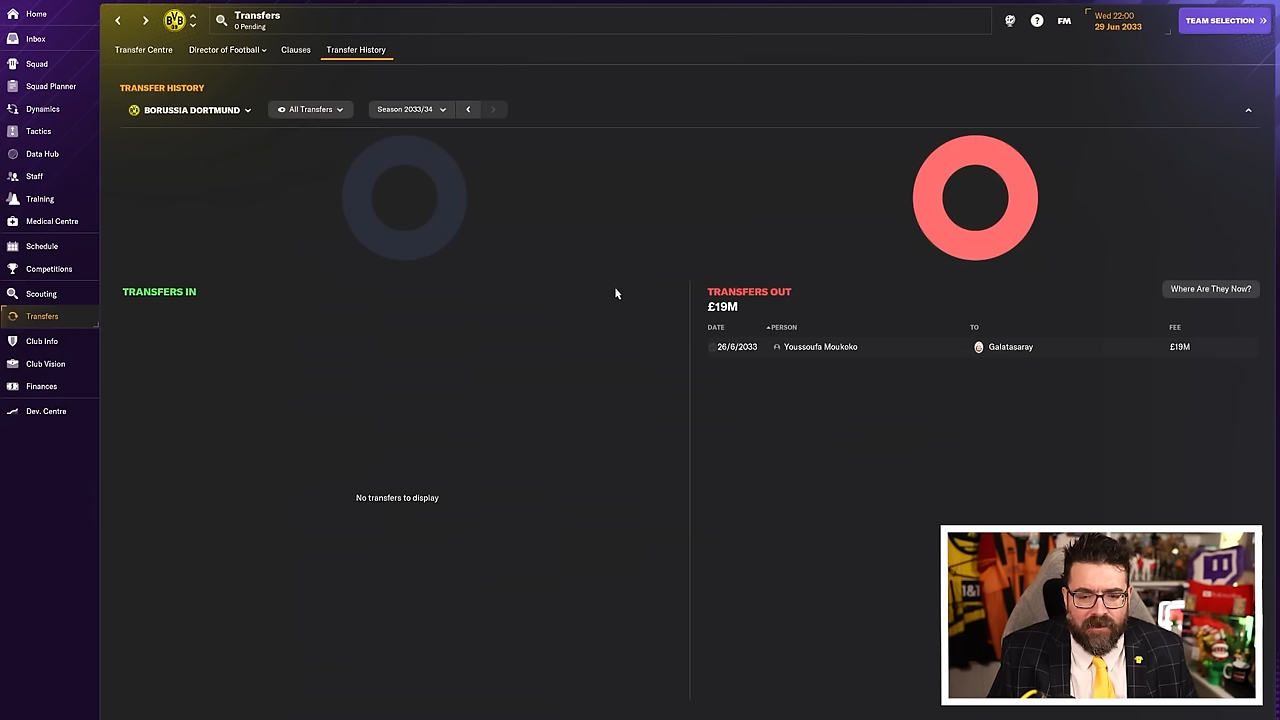 Home
Inbox
Squad
Squad Planner
Dynamics
Tactics
Data Hub
Staff
Training
Medical Centre
Schedule
Competitions
Scouting
Transfers
Club Info
Club Vision
Finances
Dev. Centre
Transfers
0 Pending
FM
Wed 22:00
29 Jun 2033
TEAM SELECTION
Transfer Centre
Director of Football
Clauses
Transfer History
TRANSFER HISTORY
BORUSSIA DORTMUND
All Transfers
Season 2033/34
TRANSFERS IN
No transfers to display
TRANSFERS OUT
£19M
Where Are They Now?
DATE PERSON TO FEE
26/6/2033 Youssoufa Moukoko Galatasaray £19M
BVB 09
1&1